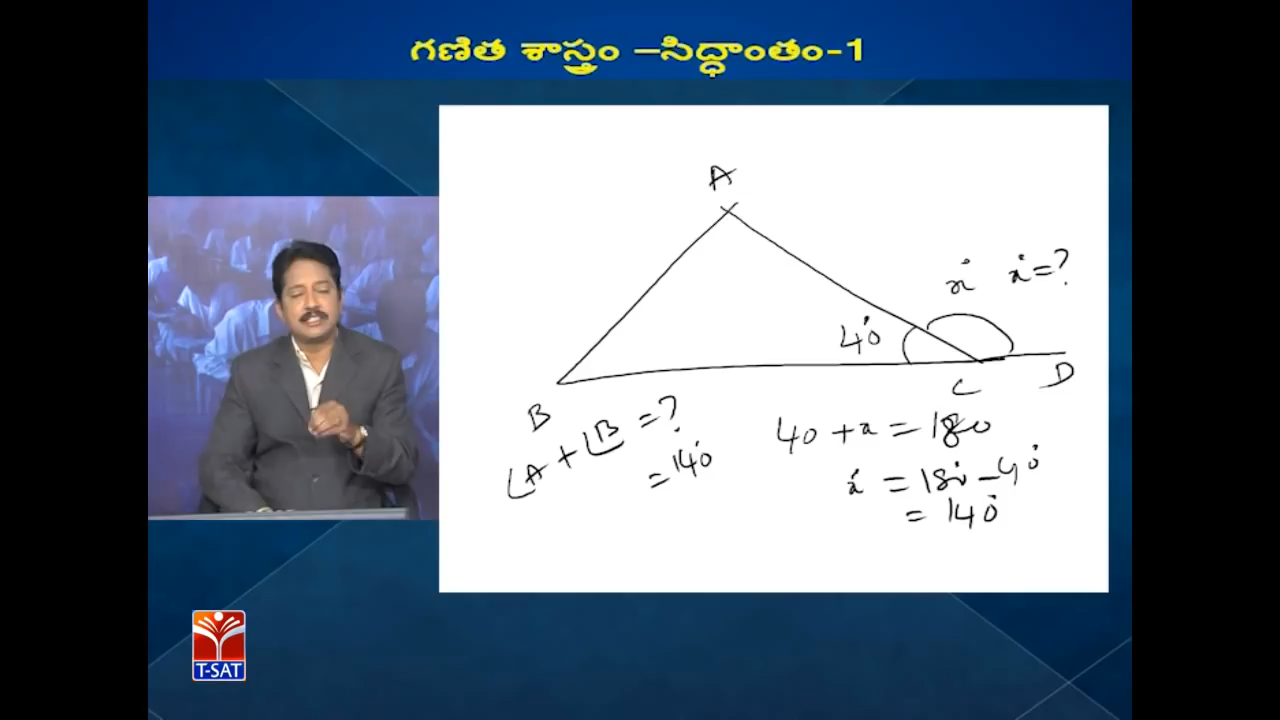 గణిత శాస్త్రం –సిద్ధాంతం-1
A
x° x°=?
40°
B
C
D
∠A + ∠B = ?
= 140°
40 + x = 180
x° = 180° - 40°
= 140°
T-SAT